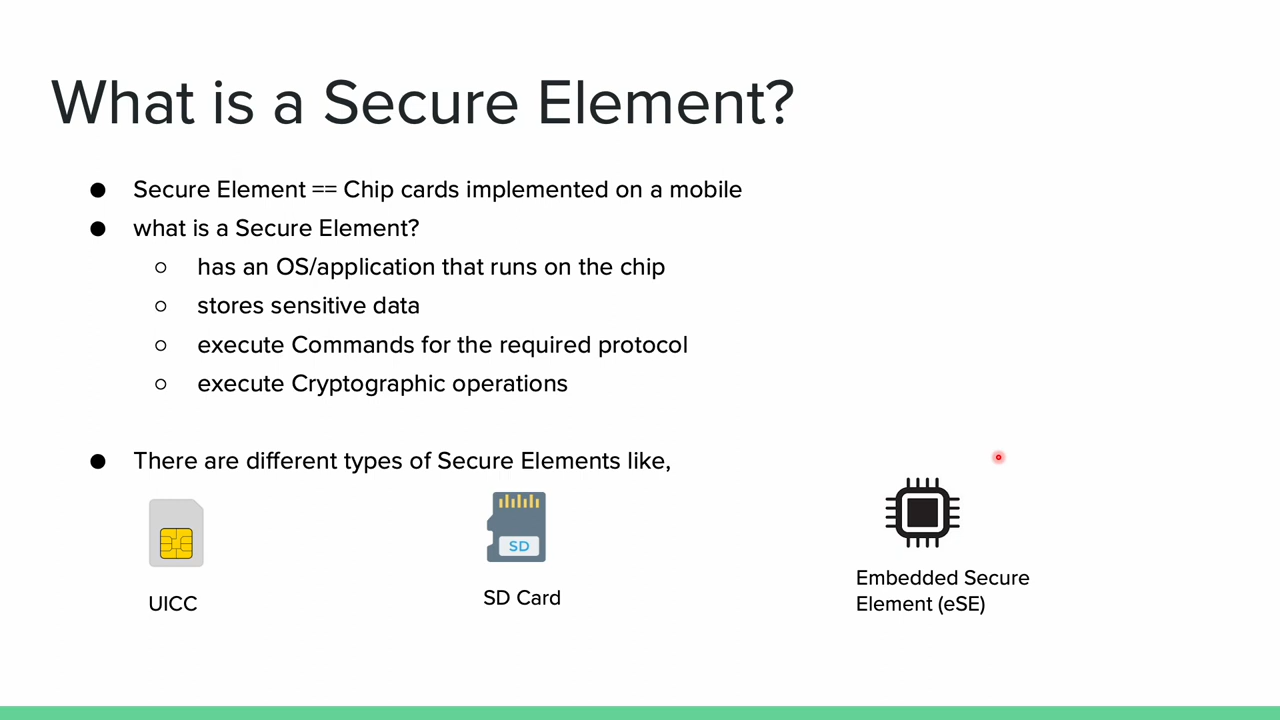 What is a Secure Element?
● Secure Element == Chip cards implemented on a mobile
● what is a Secure Element?
○ has an OS/application that runs on the chip
○ stores sensitive data
○ execute Commands for the required protocol
○ execute Cryptographic operations
● There are different types of Secure Elements like,
SD
UICC
SD Card
Embedded Secure
Element (eSE)